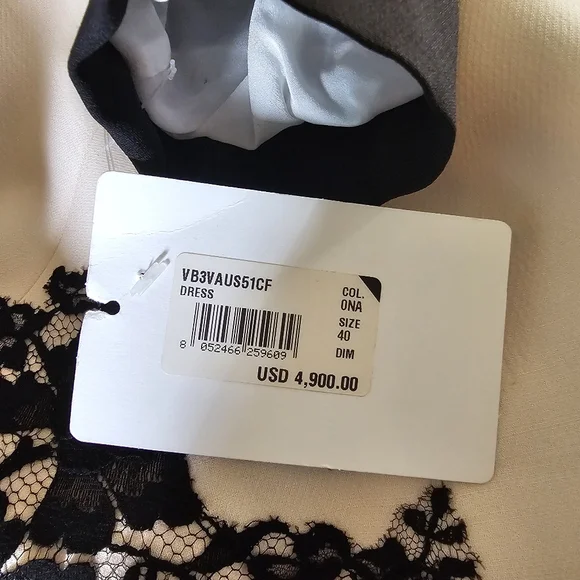 VB3VAUS51CF
DRESS
COL.
0NA
SIZE
40
DIM
8 052466 259609
USD 4,900.00